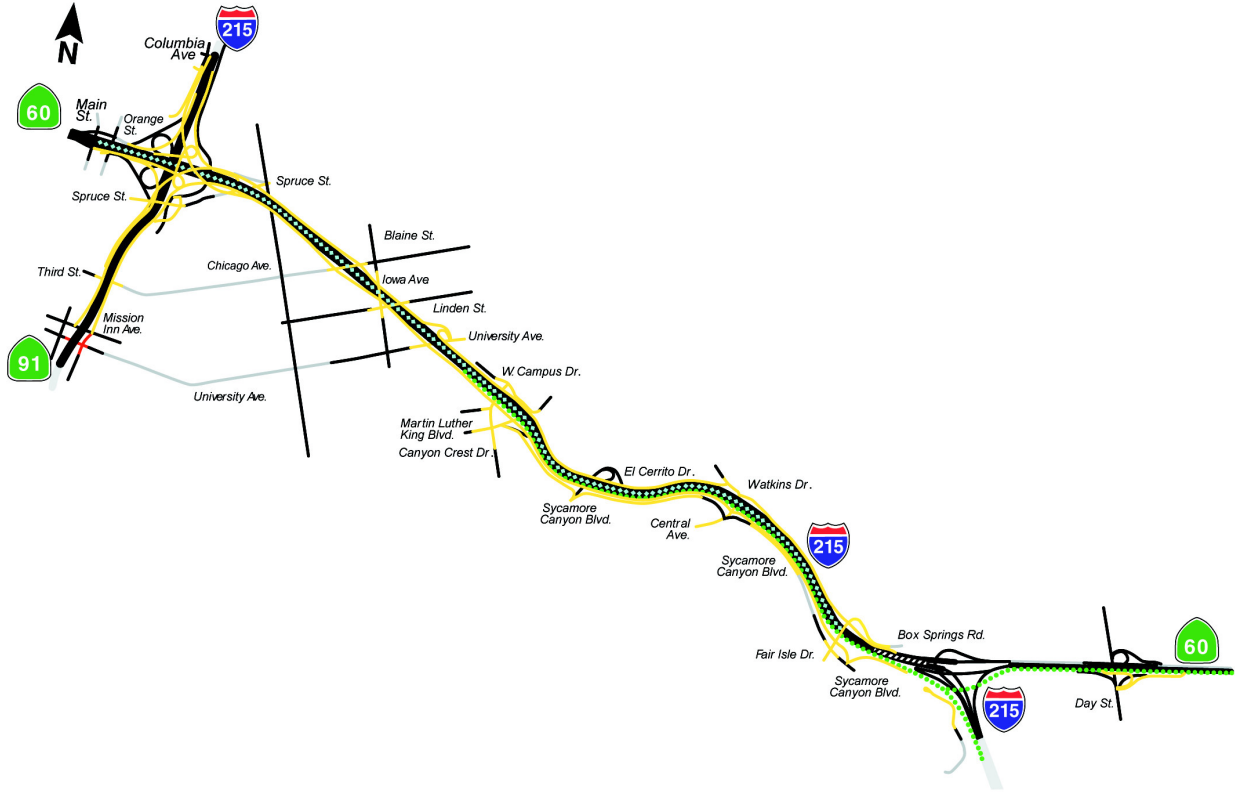 215
Columbia
Ave
N
60
Main
St.
Orange
St.
Spruce St.
Spruce St.
Blaine St.
Third St.
Chicago Ave.
Iowa Ave
Mission
Inn Ave.
Linden St.
University Ave.
91
W. Campus Dr.
University Ave.
Martin Luther
King Blvd.
Canyon Crest Dr.
El Cerrito Dr.
Watkins Dr.
Sycamore
Canyon Blvd.
Central
Ave.
215
Sycamore
Canyon Blvd.
Box Springs Rd.
60
Fair Isle Dr.
Sycamore
Canyon Blvd.
Day St.
215